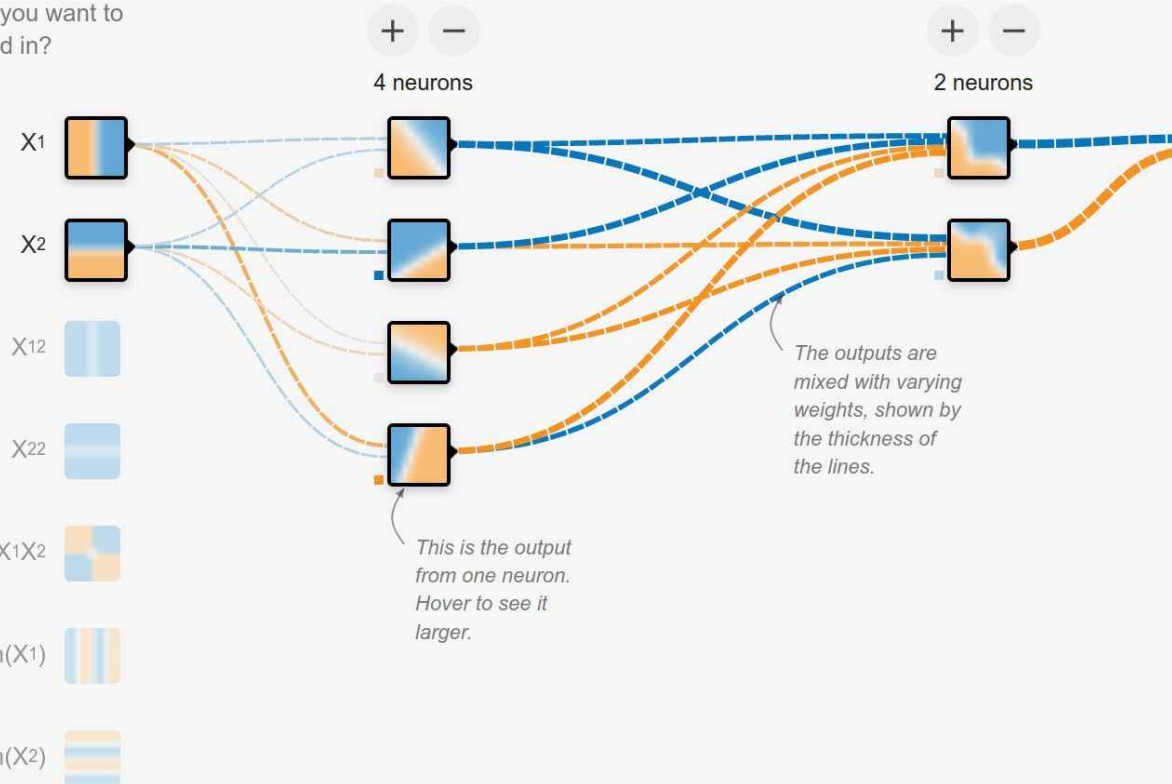 you want to
d in?
4 neurons
2 neurons
X1
X2
X12
X22
X1X2
n(X1)
n(X2)
The outputs are
mixed with varying
weights, shown by
the thickness of
the lines.
This is the output
from one neuron.
Hover to see it
larger.